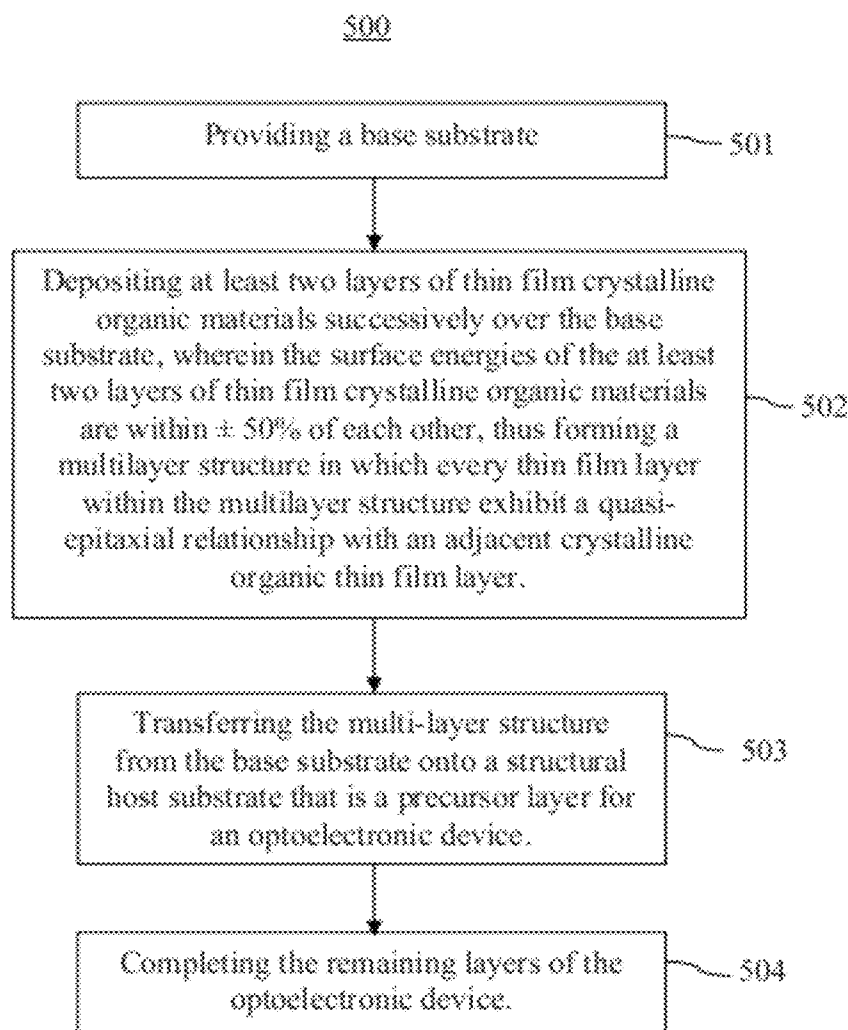 500
Providing a base substrate
501
Depositing at least two layers of thin film crystalline
organic materials successively over the base
substrate, wherein the surface energies of the at least
two layers of thin film crystalline organic materials
are within ± 50% of each other, thus forming a
multilayer structure in which every thin film layer
within the multilayer structure exhibit a quasi-
epitaxial relationship with an adjacent crystalline
organic thin film layer.
502
Transferring the multi-layer structure
from the base substrate onto a structural
host substrate that is a precursor layer for
an optoelectronic device.
503
Completing the remaining layers of the
optoelectronic device.
504